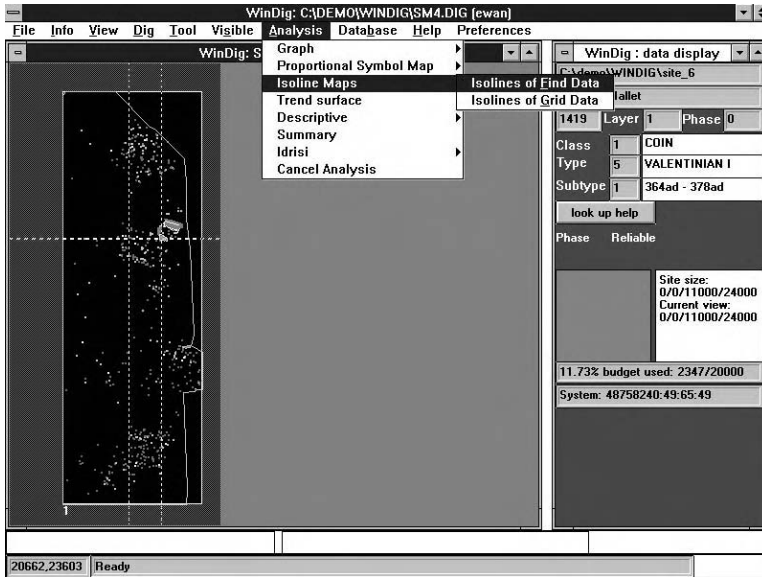 WinDig: C:\DEMO\WINDIG\SM4.DIG (ewan)
File Info View Dig Tool Visible Analysis Database Help Preferences
WinDig: S
Graph
Proportional Symbol Map
Isoline Maps
Trend surface
Descriptive
Summary
Idrisi
Cancel Analysis
Isolines of Find Data
Isolines of Grid Data
1
WinDig : data display
C:\demo\WINDIG\site_6
allet
1419 Layer 1 Phase 0
Class 1 COIN
Type 5 VALENTINIAN I
Subtype 1 364ad - 378ad
look up help
Phase Reliable
Site size:
0/0/11000/24000
Current view:
0/0/11000/24000
11.73% budget used: 2347/20000
System: 48758240:49:65:49
20662,23603 Ready